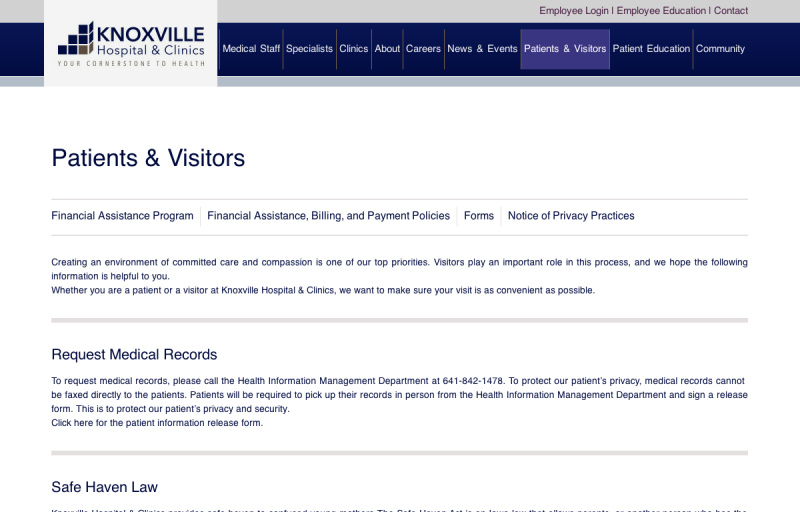 Employee Login | Employee Education | Contact
KNOXVILLE
Hospital & Clinics
YOUR CORNERSTONE TO HEALTH
Medical Staff Specialists Clinics About Careers News & Events Patients & Visitors Patient Education Community
Patients & Visitors
Financial Assistance Program Financial Assistance, Billing, and Payment Policies Forms Notice of Privacy Practices
Creating an environment of committed care and compassion is one of our top priorities. Visitors play an important role in this process, and we hope the following
information is helpful to you.
Whether you are a patient or a visitor at Knoxville Hospital & Clinics, we want to make sure your visit is as convenient as possible.
Request Medical Records
To request medical records, please call the Health Information Management Department at 641-842-1478. To protect our patient's privacy, medical records cannot
be faxed directly to the patients. Patients will be required to pick up their records in person from the Health Information Management Department and sign a release
form. This is to protect our patient's privacy and security.
Click here for the patient information release form.
Safe Haven Law